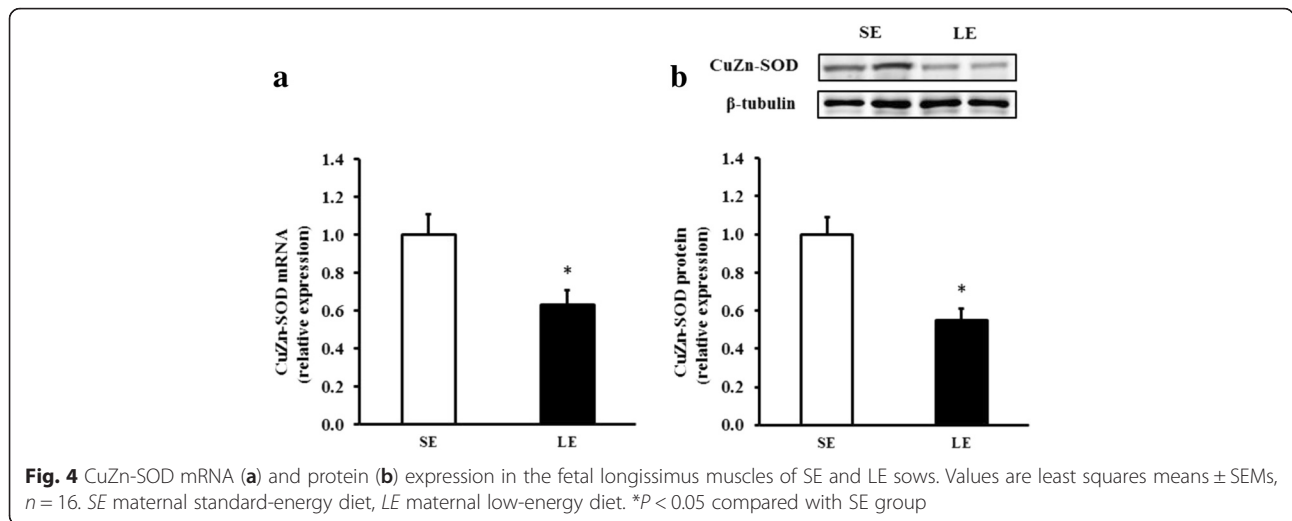 SE LE
a b
CuZn-SOD
β-tubulin
CuZn-SOD mRNA
(relative expression)
1.4
1.2
1.0
0.8
0.6
0.4
0.2
0.0
*
SE LE
CuZn-SOD protein
(relative expression)
1.4
1.2
1.0
0.8
0.6
0.4
0.2
0.0
*
SE LE
Fig. 4 CuZn-SOD mRNA (a) and protein (b) expression in the fetal longissimus muscles of SE and LE sows. Values are least squares means ± SEMs,
n = 16. SE maternal standard-energy diet, LE maternal low-energy diet. *P < 0.05 compared with SE group